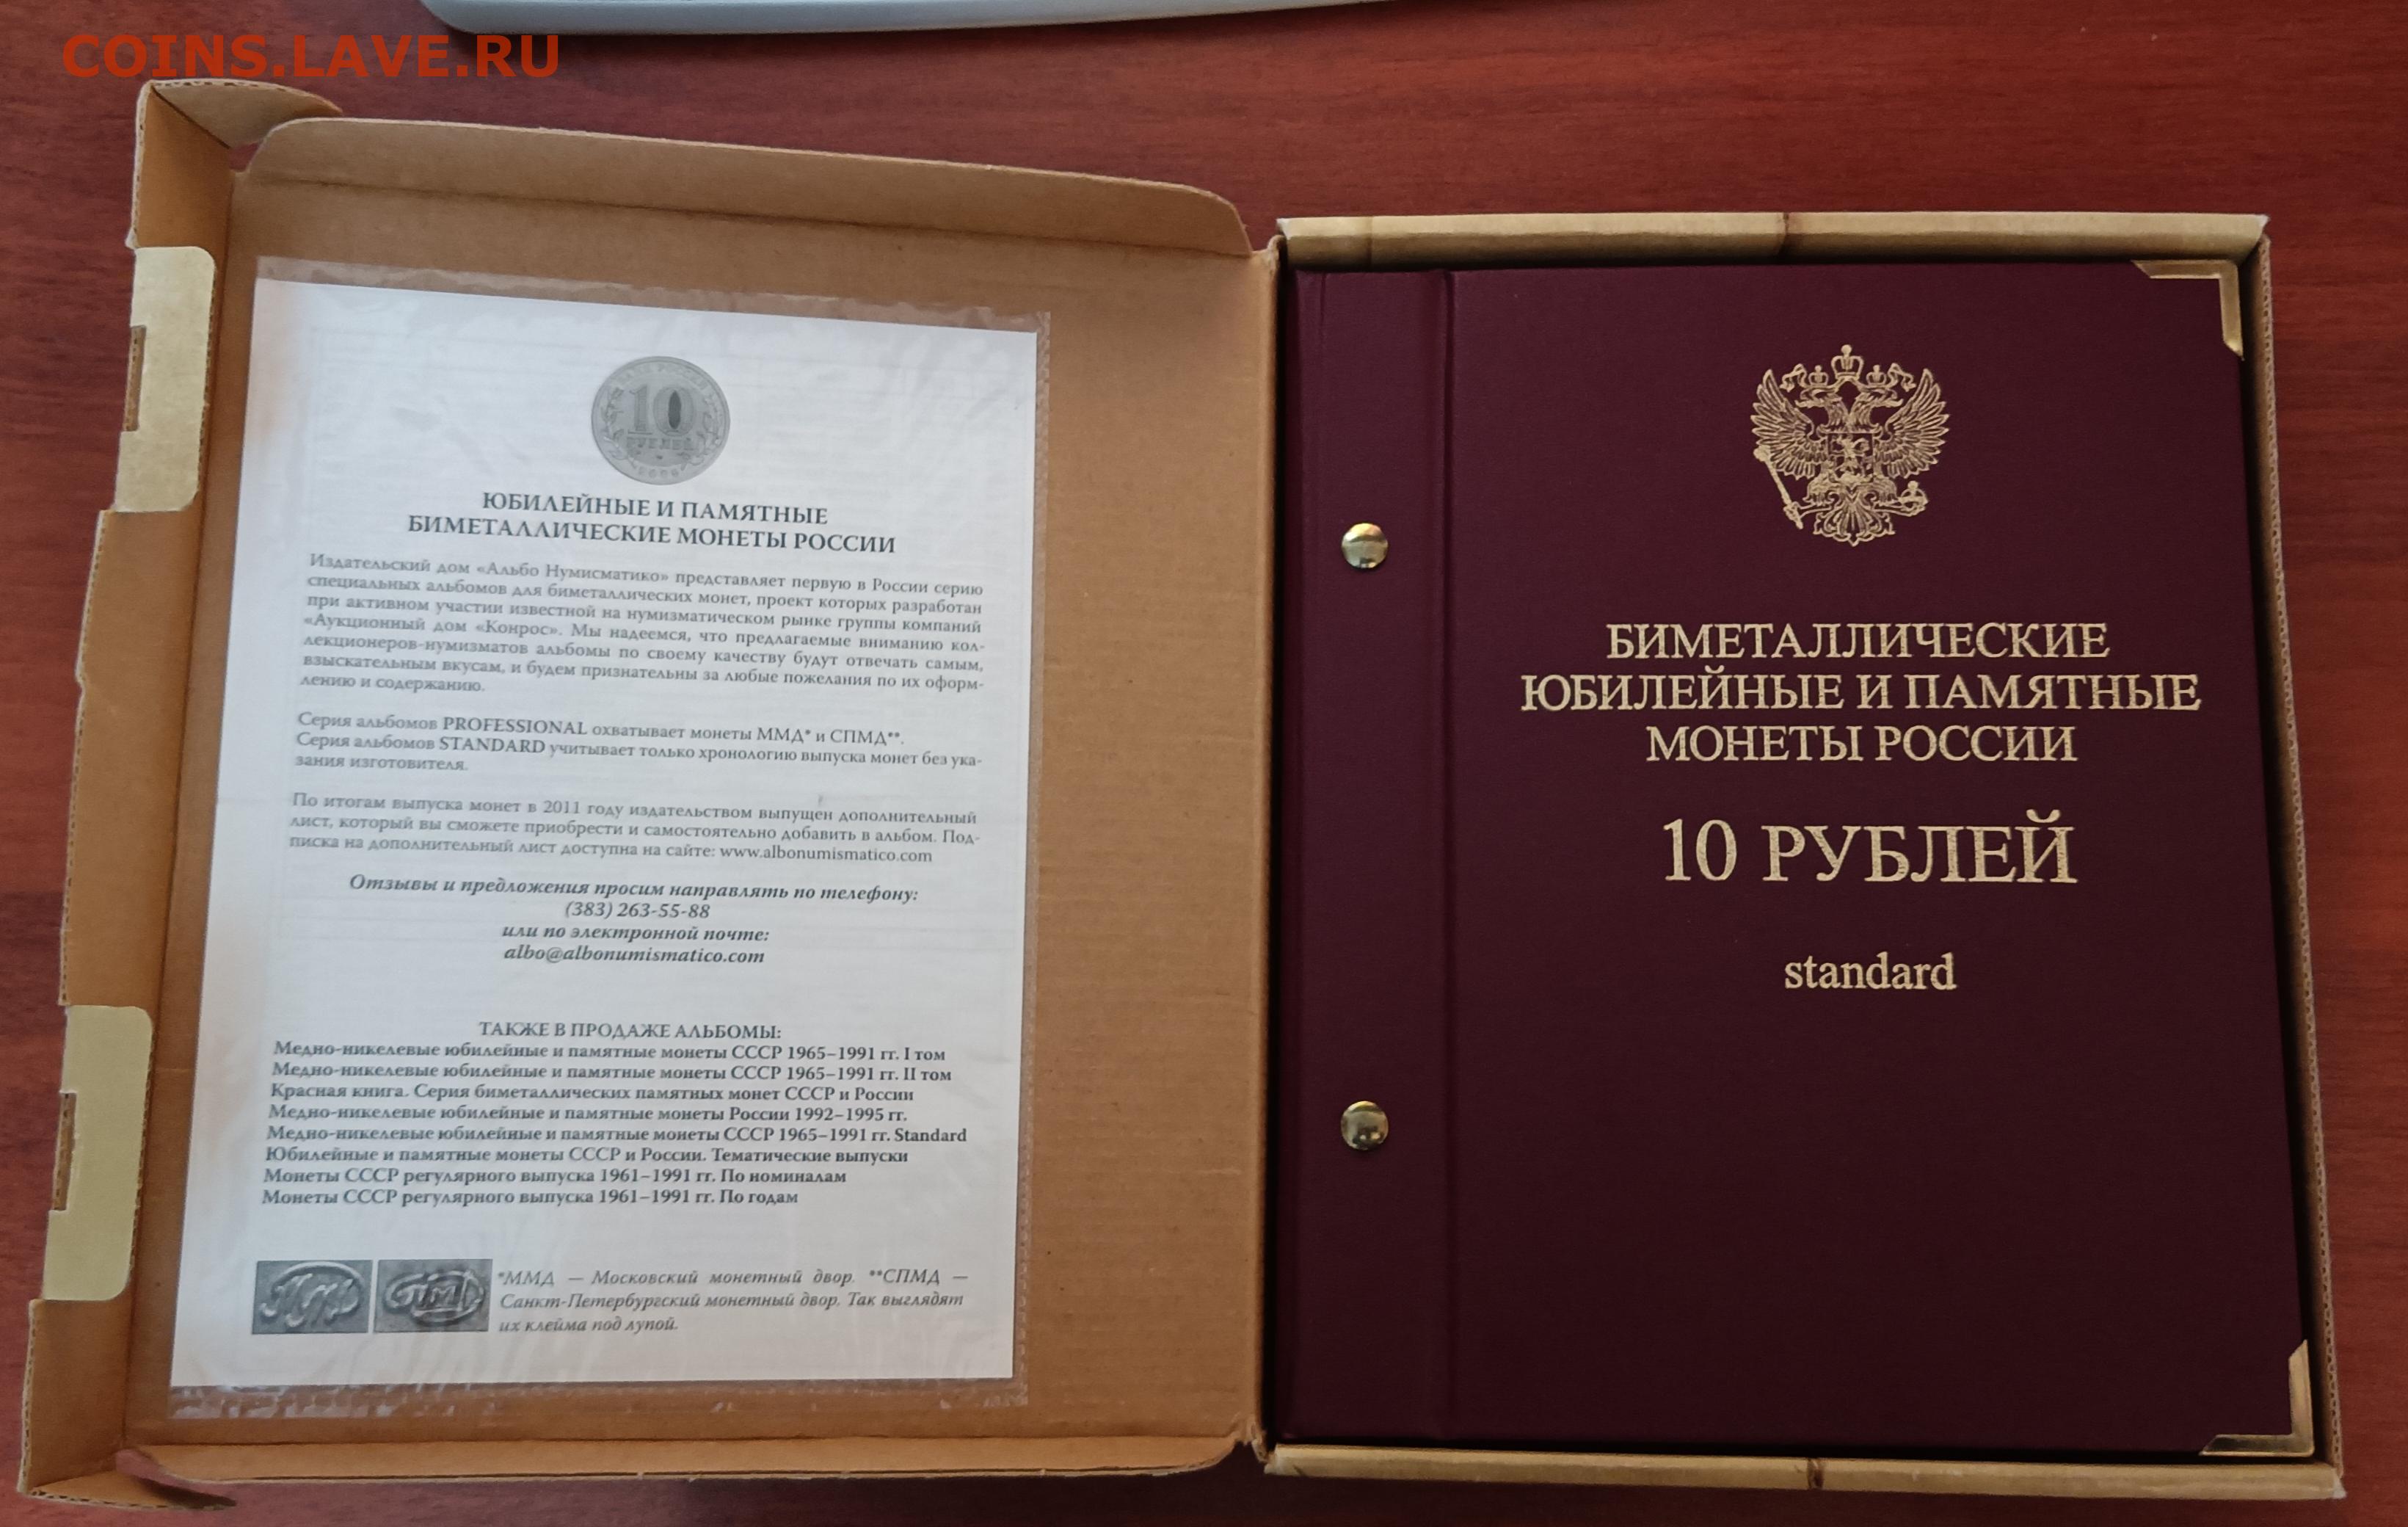 COINS.LAVE.RU
10
РУБЛЕЙ
ЮБИЛЕЙНЫЕ И ПАМЯТНЫЕ
БИМЕТАЛЛИЧЕСКИЕ МОНЕТЫ РОССИИ
Издательский дом «Альбо Нумисматико» представляет первую в России серию
специальных альбомов для биметаллических монет, проект которых разработан
при активном участии известной на нумизматическом рынке группы компаний
«Аукционный дом «Конрос». Мы надеемся, что предлагаемые вниманию кол-
лекционеров-нумизматов альбомы по своему качеству будут отвечать самым,
взыскательным вкусам, и будем признательны за любые пожелания по их оформ-
лению и содержанию.
Серия альбомов PROFESSIONAL охватывает монеты ММД* и СПМД**.
Серия альбомов STANDARD учитывает только хронологию выпуска монет без ука-
зания изготовителя.
По итогам выпуска монет в 2011 году издательством выпущен дополнительный
лист, который вы сможете приобрести и самостоятельно добавить в альбом. Под-
писка на дополнительный лист доступна на сайте: www.albonumismatico.com
Отзывы и предложения просим направлять по телефону:
(383) 263-55-88
или по электронной почте:
albo@albonumismatico.com
ТАКЖЕ В ПРОДАЖЕ АЛЬБОМЫ:
Медно-никелевые юбилейные и памятные монеты СССР 1965–1991 гг. I том
Медно-никелевые юбилейные и памятные монеты СССР 1965–1991 гг. II том
Красная книга. Серия биметаллических памятных монет СССР и России
Медно-никелевые юбилейные и памятные монеты России 1992–1995 гг.
Медно-никелевые юбилейные и памятные монеты СССР 1965–1991 гг. Standard
Юбилейные и памятные монеты СССР и России. Тематические выпуски
Монеты СССР регулярного выпуска 1961–1991 гг. По номиналам
Монеты СССР регулярного выпуска 1961–1991 гг. По годам
*ММД — Московский монетный двор. **СПМД —
Санкт-Петербургский монетный двор. Так выглядят
их клейма под лупой.
БИМЕТАЛЛИЧЕСКИЕ
ЮБИЛЕЙНЫЕ И ПАМЯТНЫЕ
МОНЕТЫ РОССИИ
10 РУБЛЕЙ
standard